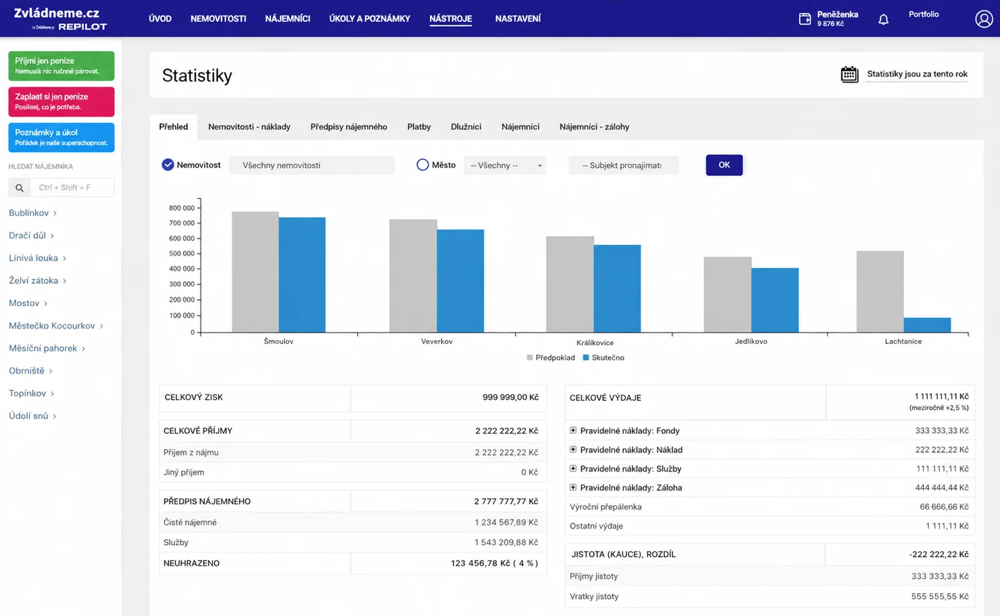 Zvládneme.cz
by Zvládneme.cz REPILOT
ÚVOD NEMOVITOSTI NÁJEMNÍCI ÚKOLY A POZNÁMKY NÁSTROJE NASTAVENÍ
Peněženka
9 876 Kč
Portfolio
Přijmi jen peníze
Nemusíš nic ručnně párovat.
Zaplaeť si jen penize
Posíleej, co je potřeba.
Poznámky a úkol
Pořádek je naše superschopnost.
HLEDAT NÁJEMNÍKA
Ctrl + Shift + F
Bublinkov
Dračí důl
Línivá louka
Želví zátoka
Mostov
Městečko Kocourkov
Měsíční pahorek
Obrniště
Topínkov
Údolí snů
Statistiky
Statistiky jsou za tento rok
Přehled Nemovitosti - náklady Předpisy nájemného Platby Dlužníci Nájemníci Nájemníci - zálohy
Nemovitost Všechny nemovitosti Město -- Všechny -- -- Subjekt pronajímat OK
800 000
700 000
600 000
500 000
400 000
300 000
200 000
100 000
0
Šmoulov Veverkov Králíkovice Jedlíkovo Lachtanice
Předpoklad Skutečno
CELKOVÝ ZISK 999 999,00 Kč
CELKOVÉ PŘÍJMY 2 222 222,22 Kč
Příjem z nájmu 2 222 222,22 Kč
Jiný příjem 0 Kč
PŘEDPIS NÁJEMNÉHO 2 777 777,77 Kč
Čisté nájemné 1 234 567,89 Kč
Služby 1 543 209,88 Kč
NEUHRAZENO 123 456,78 Kč ( 4 % )
CELKOVÉ VÝDAJE 1 111 111,11 Kč
(meziročně +2,5 %)
Pravidelné náklady: Fondy 333 333,33 Kč
Pravidelné náklady: Náklad 222 222,22 Kč
Pravidelné náklady: Služby 111 111,11 Kč
Pravidelné náklady: Záloha 444 444,44 Kč
Výroční přepálenka 66 666,66 Kč
Ostatní výdaje 1 111,11 Kč
JISTOTA (KAUCE), ROZDÍL -222 222,22 Kč
Příjmy jistoty 333 333,33 Kč
Vratky jistoty 555 555,55 Kč